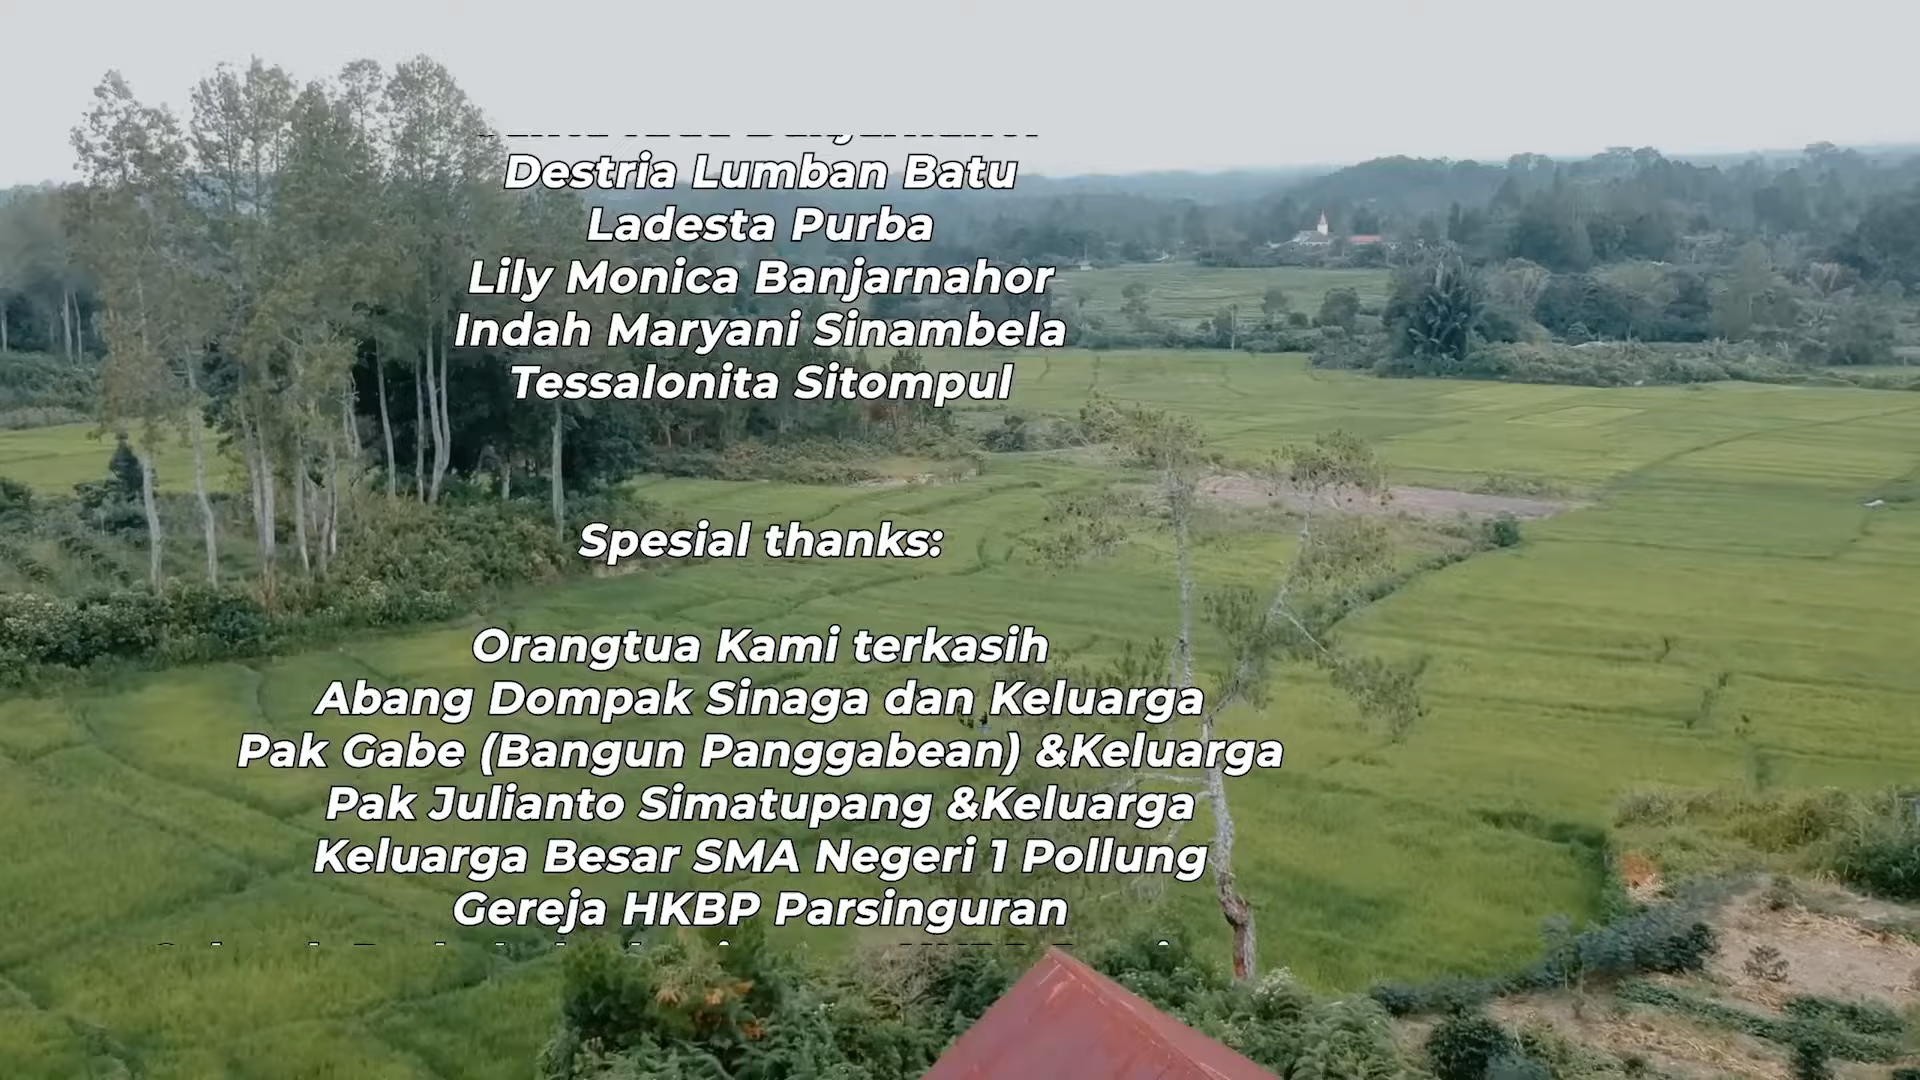 Destria Lumban Batu
Ladesta Purba
Lily Monica Banjarnahor
Indah Maryani Sinambela
Tessalonita Sitompul
Spesial thanks:
Orangtua Kami terkasih
Abang Dompak Sinaga dan Keluarga
Pak Gabe (Bangun Panggabean) &Keluarga
Pak Julianto Simatupang &Keluarga
Keluarga Besar SMA Negeri 1 Pollung
Gereja HKBP Parsinguran